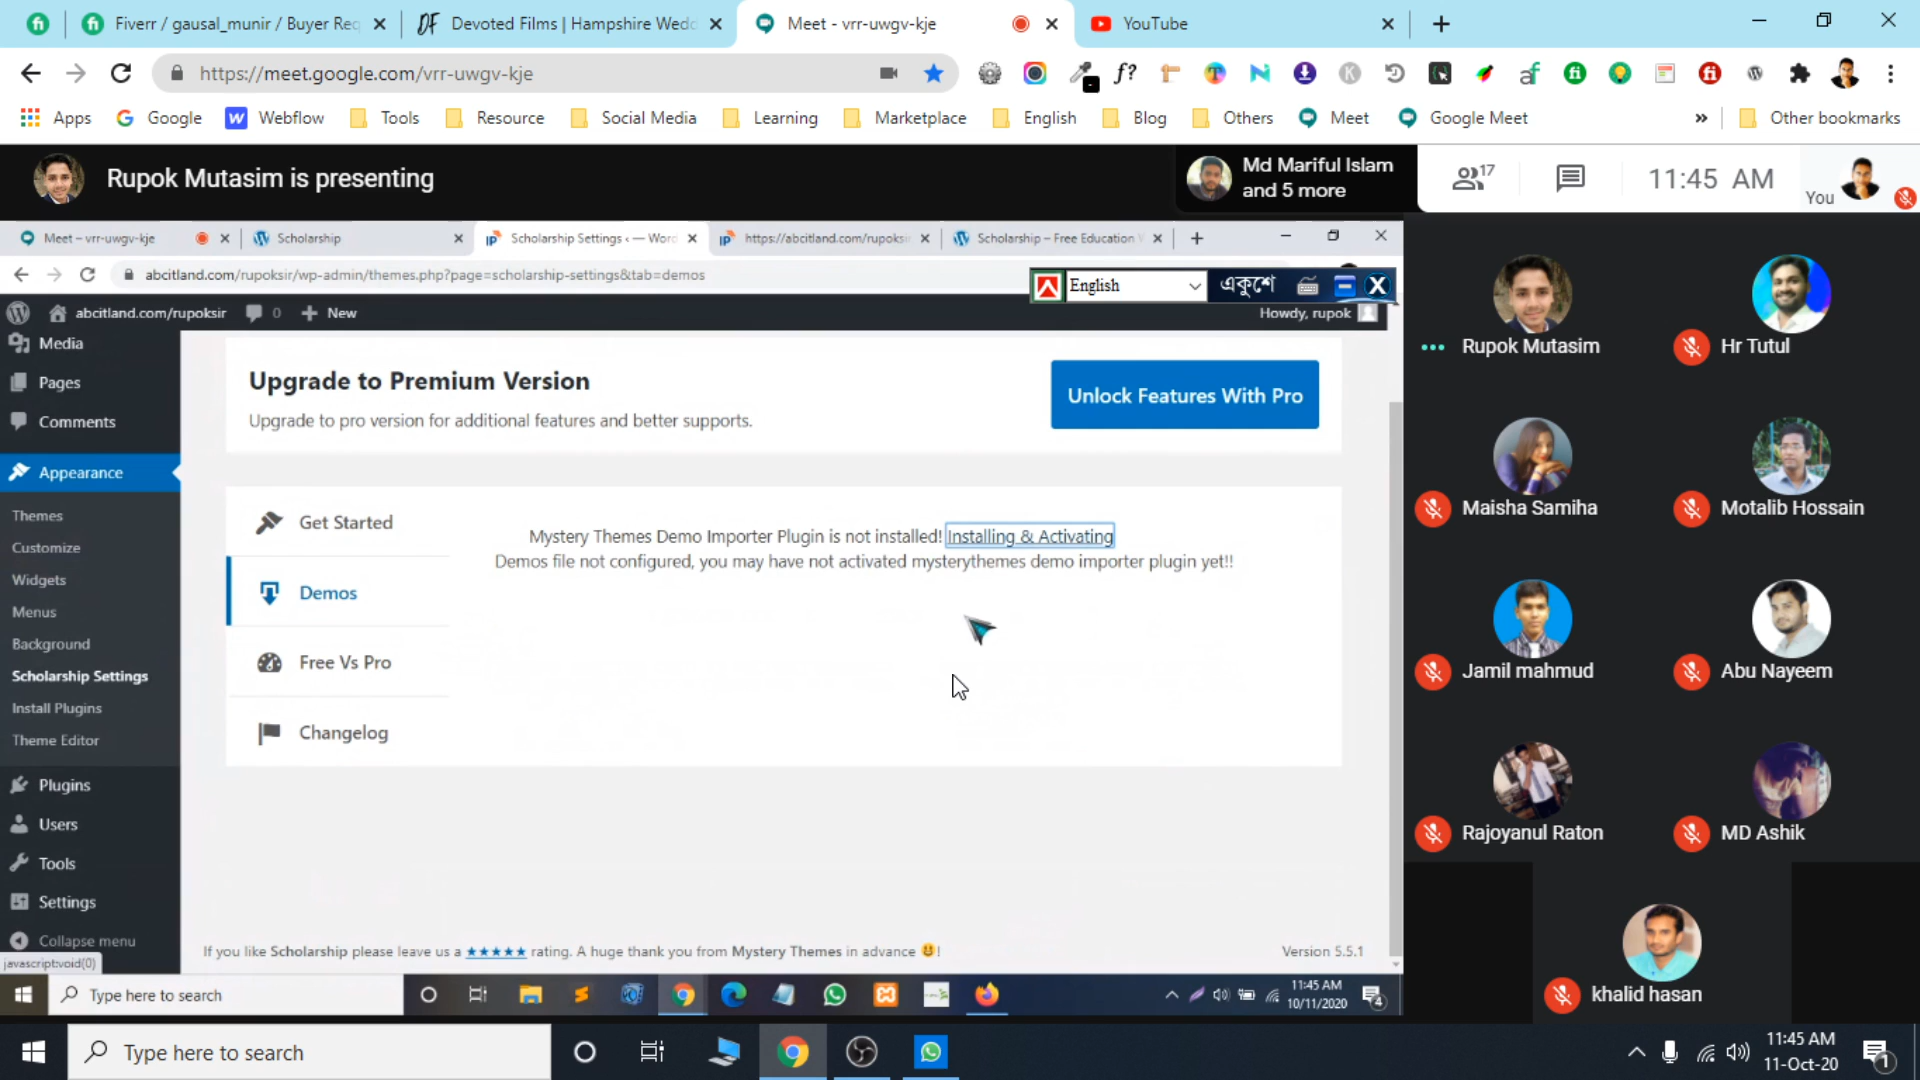 Fiverr / gausal_munir / Buyer Req
Devoted Films | Hampshire Wedd
Meet - vrr-uwgv-kje
YouTube
https://meet.google.com/vrr-uwgv-kje
Apps
Google
Webflow
Tools
Resource
Social Media
Learning
Marketplace
English
Blog
Others
Meet
Google Meet
Other bookmarks
Rupok Mutasim is presenting
Md Mariful Islam
and 5 more
17
11:45 AM
You
Meet – vrr-uwgv-kje
Scholarship
Scholarship Settings ‹ — Word
https://abcitland.com/rupoksir
Scholarship – Free Education W
abcitland.com/rupoksir/wp-admin/themes.php?page=scholarship-settings&tab=demos
English
একুশে
abcitland.com/rupoksir
0
New
Howdy, rupok
Media
Pages
Comments
Appearance
Themes
Customize
Widgets
Menus
Background
Scholarship Settings
Install Plugins
Theme Editor
Plugins
Users
Tools
Settings
Collapse menu
javascript:void(0)
Upgrade to Premium Version
Upgrade to pro version for additional features and better supports.
Unlock Features With Pro
Get Started
Demos
Free Vs Pro
Changelog
Mystery Themes Demo Importer Plugin is not installed! Installing & Activating
Demos file not configured, you may have not activated mysterythemes demo importer plugin yet!!
If you like Scholarship please leave us a ★★★★★ rating. A huge thank you from Mystery Themes in advance 😃!
Version 5.5.1
Rupok Mutasim
Hr Tutul
Maisha Samiha
Motalib Hossain
Jamil mahmud
Abu Nayeem
Rajoyanul Raton
MD Ashik
khalid hasan
Type here to search
11:45 AM
10/11/2020
4
Type here to search
11:45 AM
11-Oct-20
1